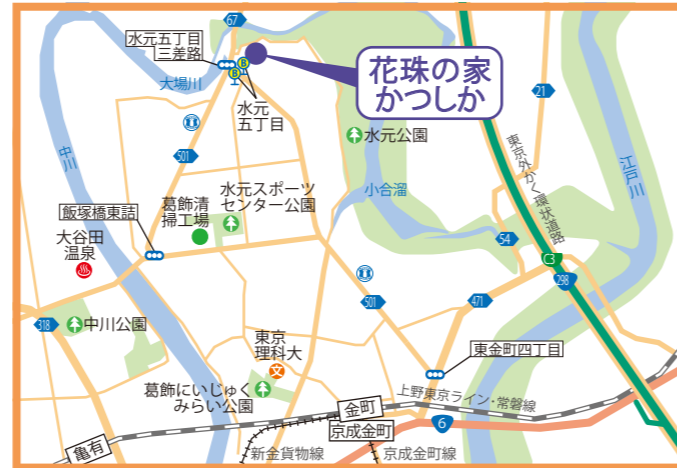 67
水元五丁目
三差路
大場川
水元
五丁目
花珠の家
かつしか
21
水元公園
東京外かく環状道路
江戸川
中川
501
小合溜
水元スポーツ
センター公園
葛飾清
掃工場
飯塚橋東詰
大谷田
温泉
54
C3
298
501
471
318
中川公園
東京
理科大
文
東金町四丁目
葛飾にいじゅく
みらい公園
上野東京ライン・常磐線
金町
京成金町
6
亀有
新金貨物線
京成金町線
B
B